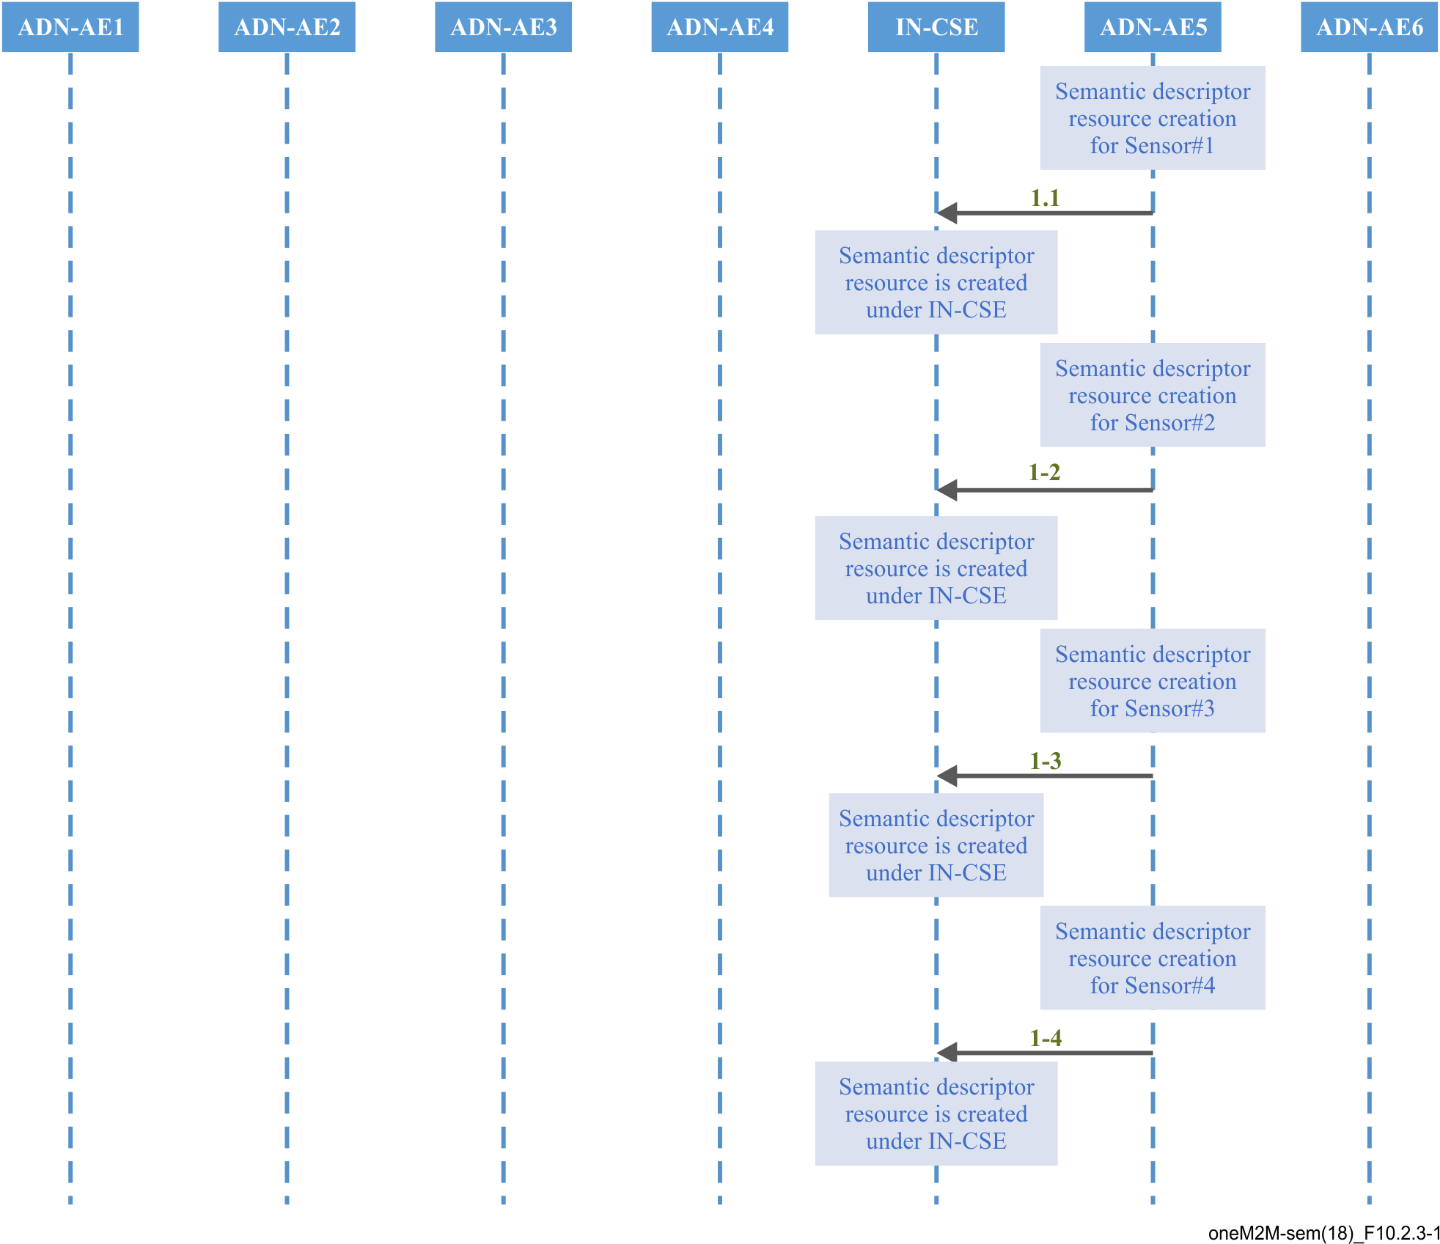 ADN-AE1 ADN-AE2 ADN-AE3 ADN-AE4 IN-CSE ADN-AE5 ADN-AE6
Semantic descriptor
resource creation
for Sensor#1
1.1
Semantic descriptor
resource is created
under IN-CSE
Semantic descriptor
resource creation
for Sensor#2
1-2
Semantic descriptor
resource is created
under IN-CSE
Semantic descriptor
resource creation
for Sensor#3
1-3
Semantic descriptor
resource is created
under IN-CSE
Semantic descriptor
resource creation
for Sensor#4
1-4
Semantic descriptor
resource is created
under IN-CSE
oneM2M-sem(18)_F10.2.3-1